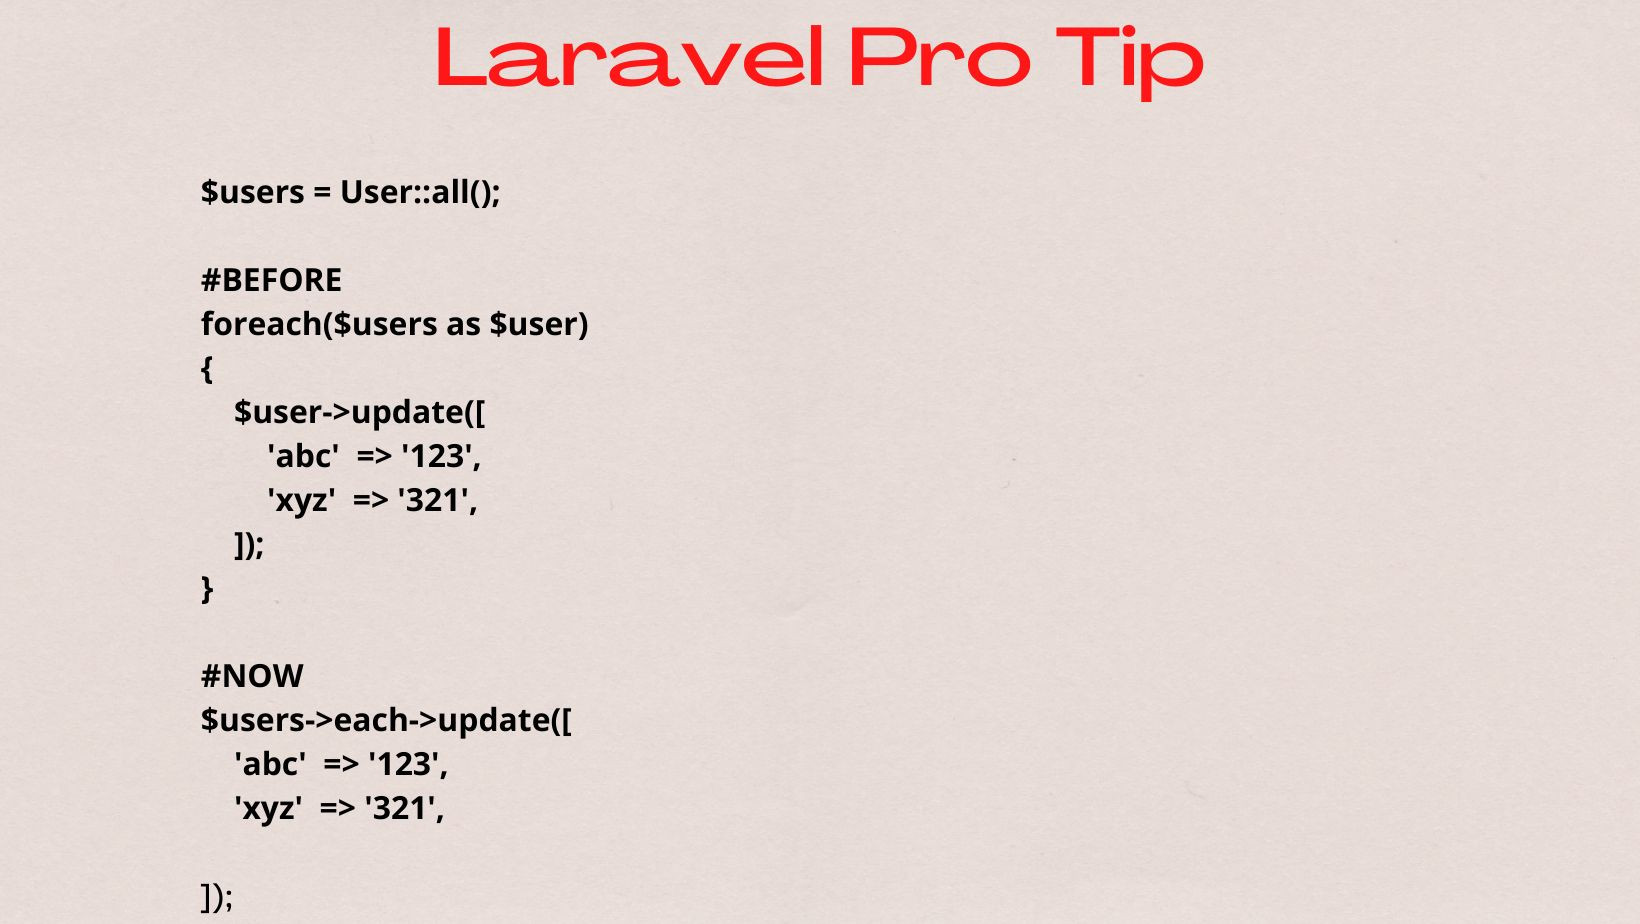 Laravel Pro Tip
$users = User::all();
#BEFORE
foreach($users as $user)
{
    $user->update([
        'abc'  => '123',
        'xyz'  => '321',
    ]);
}
#NOW
$users->each->update([
    'abc'  => '123',
    'xyz'  => '321',
]);